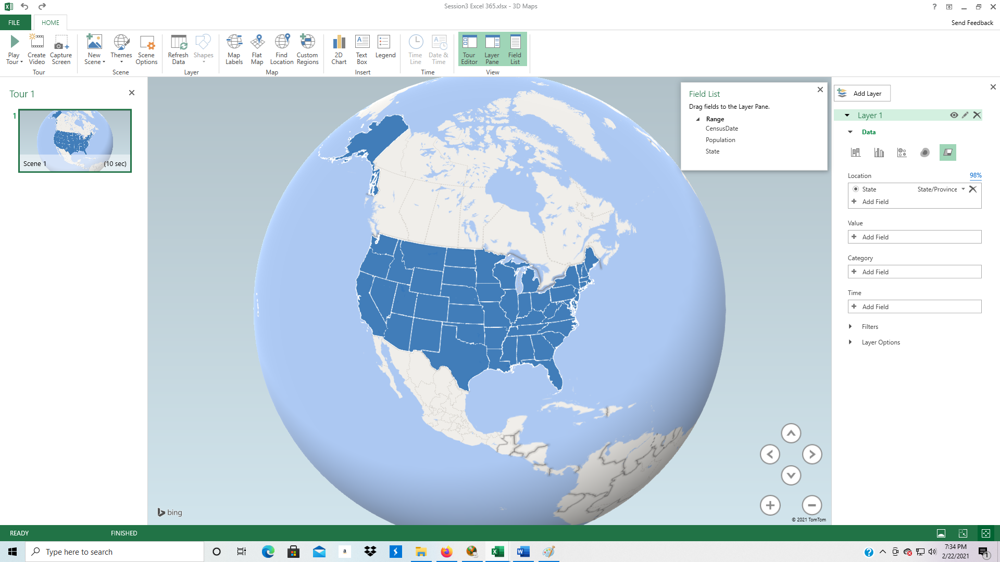 Session3 Excel 365.xlsx - 3D Maps
?
FILE
HOME
Send Feedback
Play Tour
Create Video
Capture Screen
Tour
New Scene
Themes
Scene Options
Scene
Refresh Data
Shapes
Layer
Map Labels
Flat Map
Find Location
Custom Regions
Map
2D Chart
Text Box
Legend
Insert
Time Line
Date & Time
Time
Tour Editor
Layer Pane
Field List
View
Tour 1
1
Scene 1
(10 sec)
Field List
Drag fields to the Layer Pane.
Range
CensusDate
Population
State
Add Layer
Layer 1
Data
Location
98%
State
State/Province
Add Field
Value
Add Field
Category
Add Field
Time
Add Field
Filters
Layer Options
bing
© 2021 TomTom
READY
FINISHED
Type here to search
a
7:34 PM
2/22/2021
1